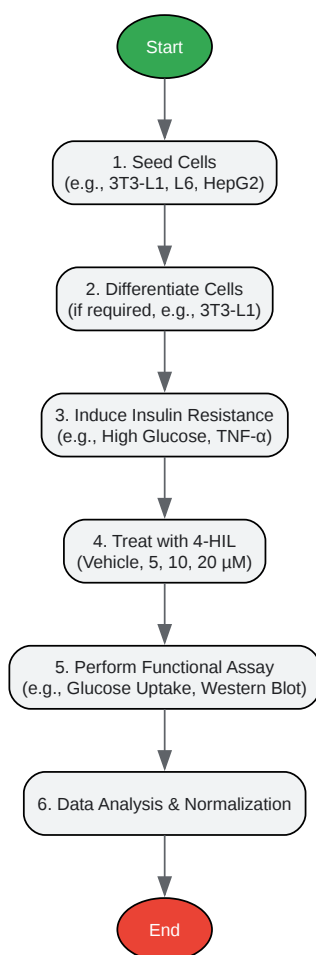 Start
1. Seed Cells
(e.g., 3T3-L1, L6, HepG2)
2. Differentiate Cells
(if required, e.g., 3T3-L1)
3. Induce Insulin Resistance
(e.g., High Glucose, TNF-α)
4. Treat with 4-HIL
(Vehicle, 5, 10, 20 µM)
5. Perform Functional Assay
(e.g., Glucose Uptake, Western Blot)
6. Data Analysis & Normalization
End